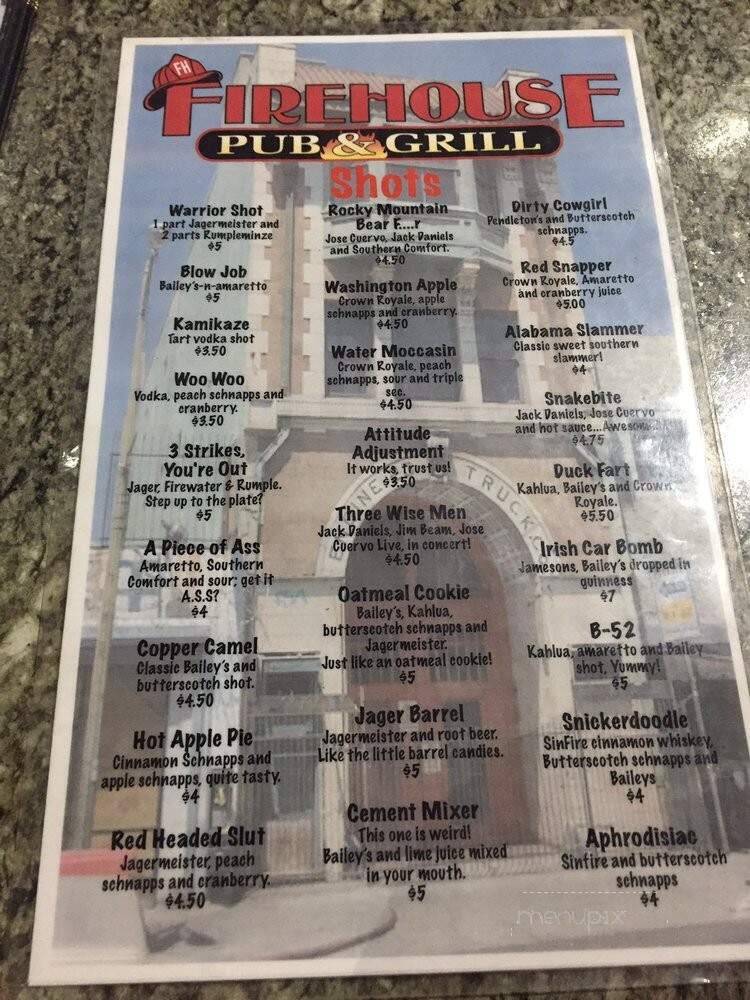 FH
FIREHOUSE
PUB & GRILL
Shots
Warrior Shot
1 part Jagermeister and
2 parts Rumpleminze
$5
Blow Job
Bailey's-n-amaretto
$5
Kamikaze
Tart vodka shot
$3.50
Woo Woo
Vodka, peach schnapps and
cranberry.
$3.50
3 Strikes,
You're Out
Jager, Firewater & Rumple.
Step up to the plate?
$5
A Piece of Ass
Amaretto, Southern
Comfort and sour; get it
A.S.S?
$4
Copper Camel
Classic Bailey's and
butterscotch shot.
$4.50
Hot Apple Pie
Cinnamon Schnapps and
apple schnapps, quite tasty.
$4
Red Headed Slut
Jagermeister, peach
schnapps and cranberry.
$4.50
Rocky Mountain
Bear F....r
Jose Cuervo, Jack Daniels
and Southern Comfort.
$4.50
Washington Apple
Crown Royale, apple
schnapps and cranberry.
$4.50
Water Moccasin
Crown Royale, peach
schnapps, sour and triple
sec.
$4.50
Attitude
Adjustment
It works, trust us!
$3.50
Three Wise Men
Jack Daniels, Jim Beam, Jose
Cuervo Live, in concert!
$4.50
Oatmeal Cookie
Bailey's, Kahlua,
butterscotch schnapps and
Jagermeister.
Just like an oatmeal cookie!
$5
Jager Barrel
Jagermeister and root beer.
Like the little barrel candies.
$5
Cement Mixer
This one is weird!
Bailey's and lime juice mixed
in your mouth.
$5
Dirty Cowgirl
Pendleton's and Butterscotch
schnapps.
$4.5
Red Snapper
Crown Royale, Amaretto
and cranberry juice
$5.00
Alabama Slammer
Classic sweet southern
slammer!
$4
Snakebite
Jack Daniels, Jose Cuervo
and hot sauce...Awesome
$4.75
Duck Fart
Kahlua, Bailey's and Crown
Royale.
$5.50
Irish Car Bomb
Jamesons, Bailey's dropped in
guinness
$7
B-52
Kahlua, amaretto and Bailey
shot, Yummy!
$5
Snickerdoodle
SinFire cinnamon whiskey,
Butterscotch schnapps and
Baileys
$4
Aphrodisiac
Sinfire and butterscotch
schnapps
$4
TRUCK
menupix